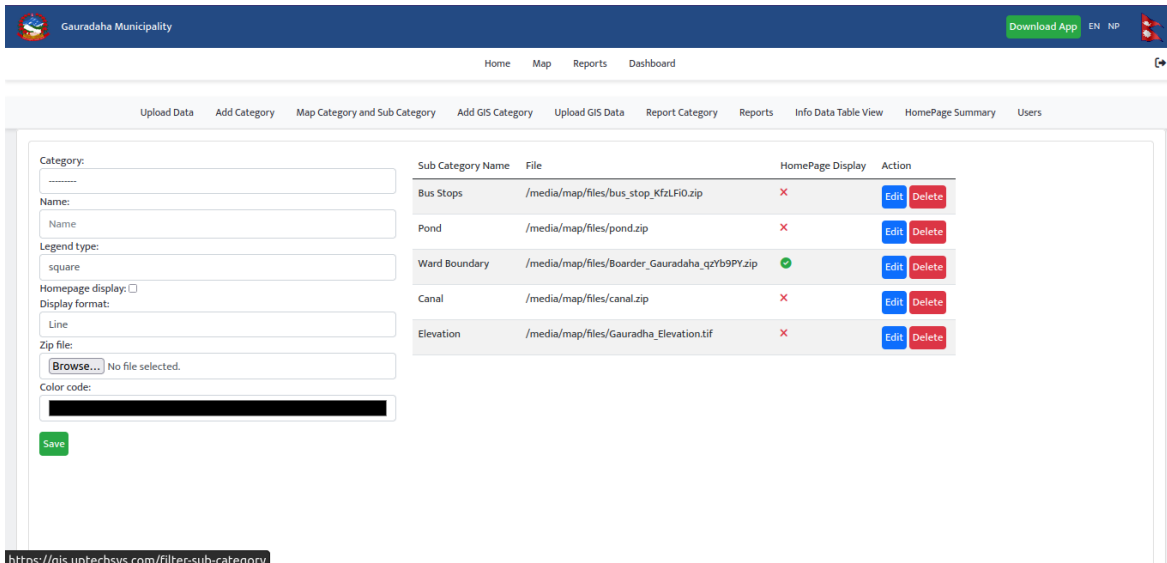 Gauradaha Municipality
Download App EN NP
Home Map Reports Dashboard
Upload Data Add Category Map Category and Sub Category Add GIS Category Upload GIS Data Report Category Reports Info Data Table View HomePage Summary Users
Category:
---------
Name:
Name
Legend type:
square
Homepage display:
Display format:
Line
Zip file:
Browse... No file selected.
Color code:
Save
Sub Category Name File HomePage Display Action
Bus Stops /media/map/files/bus_stop_KfzLFi0.zip Edit Delete
Pond /media/map/files/pond.zip Edit Delete
Ward Boundary /media/map/files/Boarder_Gauradaha_qzYb9PY.zip Edit Delete
Canal /media/map/files/canal.zip Edit Delete
Elevation /media/map/files/Gauradha_Elevation.tif Edit Delete
https://gis.uptechsys.com/filter-sub-category